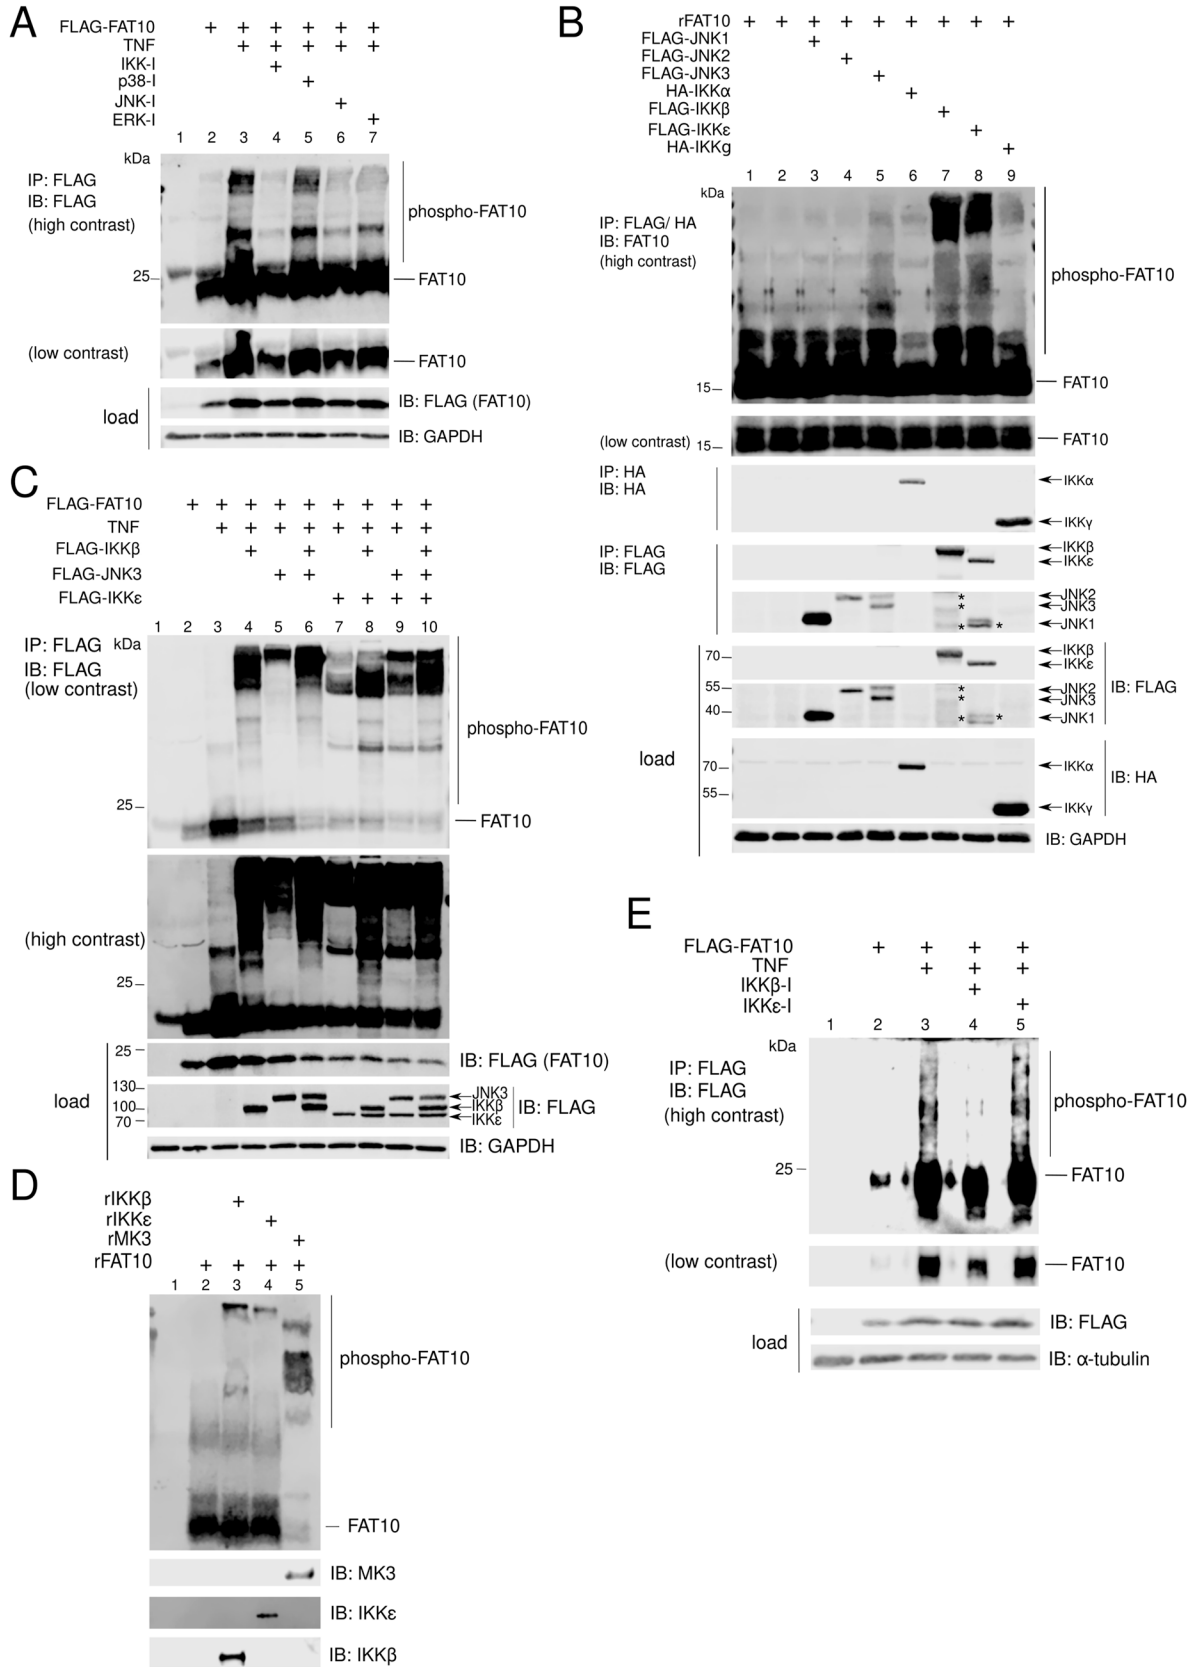 A
FLAG-FAT10 + + + + + +
TNF + + + + +
IKK-I +
p38-I +
JNK-I +
ERK-I +
1 2 3 4 5 6 7
kDa
IP: FLAG
IB: FLAG
(high contrast)
phospho-FAT10
25
FAT10
(low contrast)
FAT10
load
IB: FLAG (FAT10)
IB: GAPDH
B
rFAT10 + + + + + + + + +
FLAG-JNK1 +
FLAG-JNK2 +
FLAG-JNK3 +
HA-IKKα +
FLAG-IKKβ +
FLAG-IKKε +
HA-IKKg +
1 2 3 4 5 6 7 8 9
kDa
IP: FLAG/ HA
IB: FAT10
(high contrast)
phospho-FAT10
15
FAT10
(low contrast) 15
FAT10
IP: HA
IB: HA
IKKα
IKKγ
IP: FLAG
IB: FLAG
IKKβ
IKKε
* JNK2
* JNK3
* * JNK1
load
70
IKKβ
IKKε
55
40
* JNK2
* JNK3
* * JNK1
IB: FLAG
70
55
IKKα
IKKγ
IB: HA
IB: GAPDH
C
FLAG-FAT10 + + + + + + + + +
TNF + + + + + + + +
FLAG-IKKβ + + + +
FLAG-JNK3 + + + +
FLAG-IKKε + + + +
1 2 3 4 5 6 7 8 9 10
IP: FLAG kDa
IB: FLAG
(low contrast)
phospho-FAT10
25
FAT10
(high contrast)
25
load
25
IB: FLAG (FAT10)
130
100
70
JNK3
IKKβ
IKKε
IB: FLAG
IB: GAPDH
D
rIKKβ +
rIKKε +
rMK3 +
rFAT10 + + + +
1 2 3 4 5
phospho-FAT10
FAT10
IB: MK3
IB: IKKε
IB: IKKβ
E
FLAG-FAT10 + + + +
TNF + + +
IKKβ-I +
IKKε-I +
1 2 3 4 5
kDa
IP: FLAG
IB: FLAG
(high contrast)
phospho-FAT10
25
FAT10
(low contrast)
FAT10
load
IB: FLAG
IB: α-tubulin